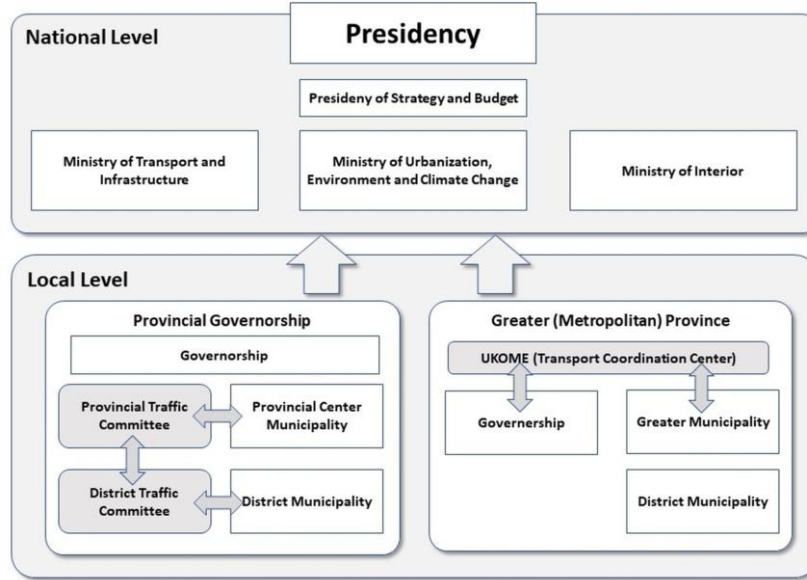 National Level
Presidency
Presideny of Strategy and Budget
Ministry of Transport and
Infrastructure
Ministry of Urbanization,
Environment and Climate Change
Ministry of Interior
Local Level
Provincial Governorship
Governorship
Provincial Traffic
Committee
Provincial Center
Municipality
District Traffic
Committee
District Municipality
Greater (Metropolitan) Province
UKOME (Transport Coordination Center)
Governership
Greater Municipality
District Municipality